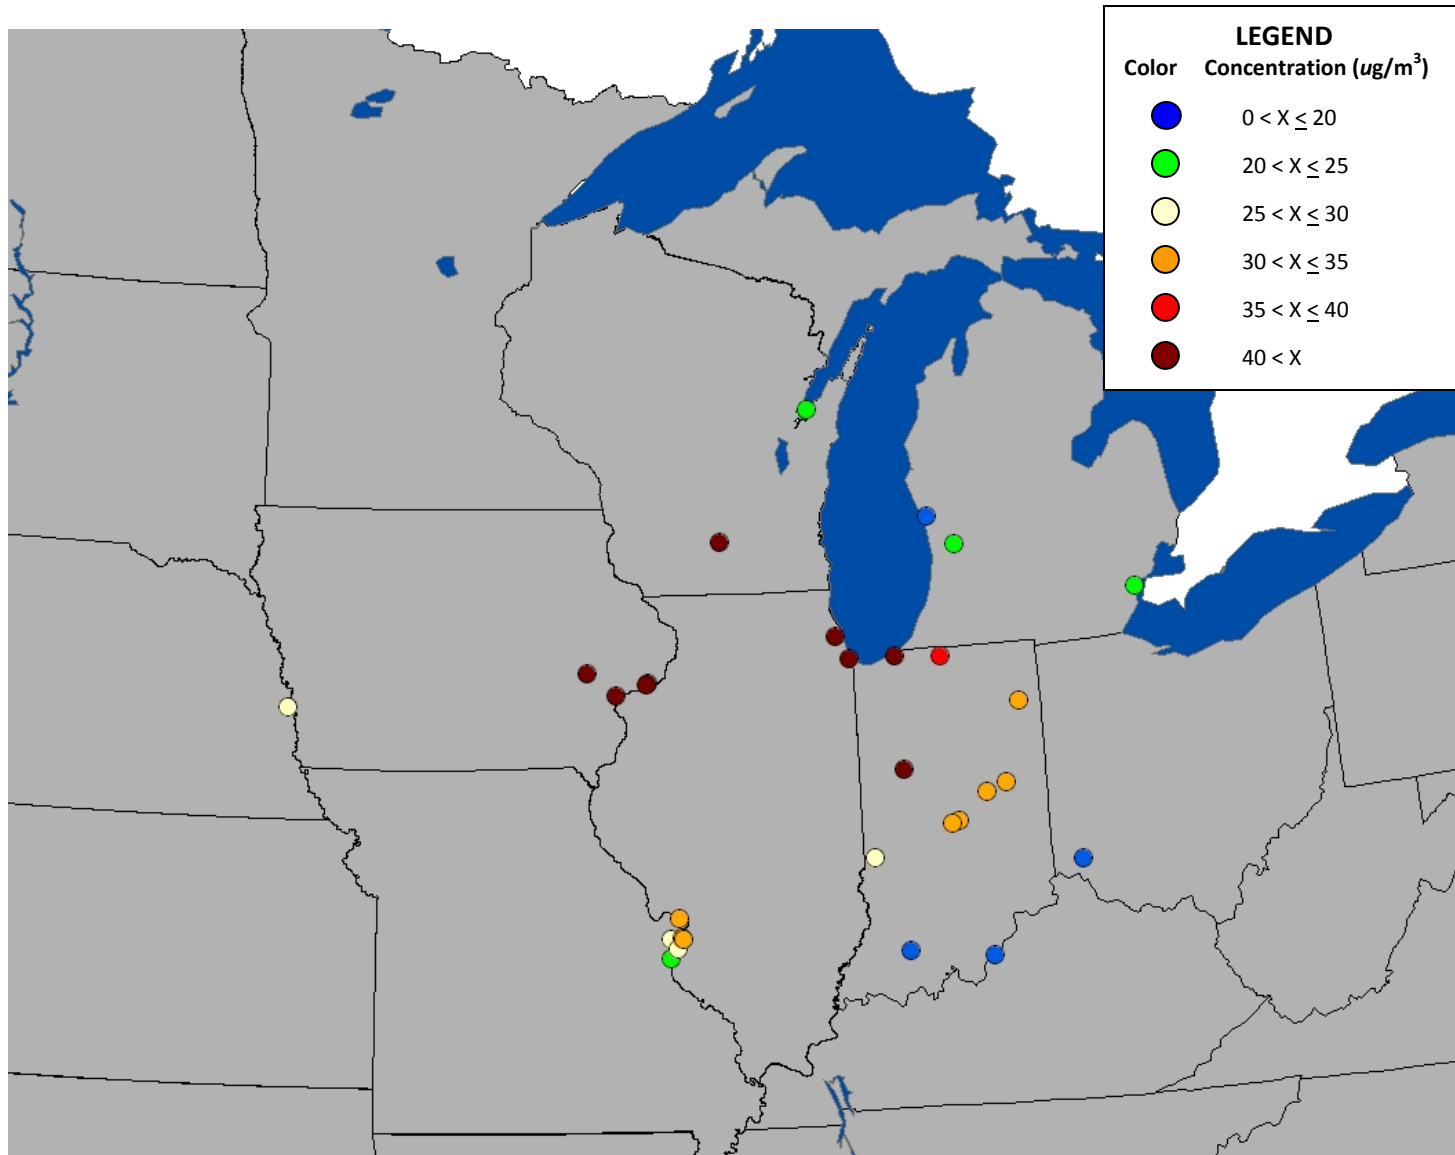 LEGEND
Color Concentration (ug/m³)
0 < X ≤ 20
20 < X ≤ 25
25 < X ≤ 30
30 < X ≤ 35
35 < X ≤ 40
40 < X